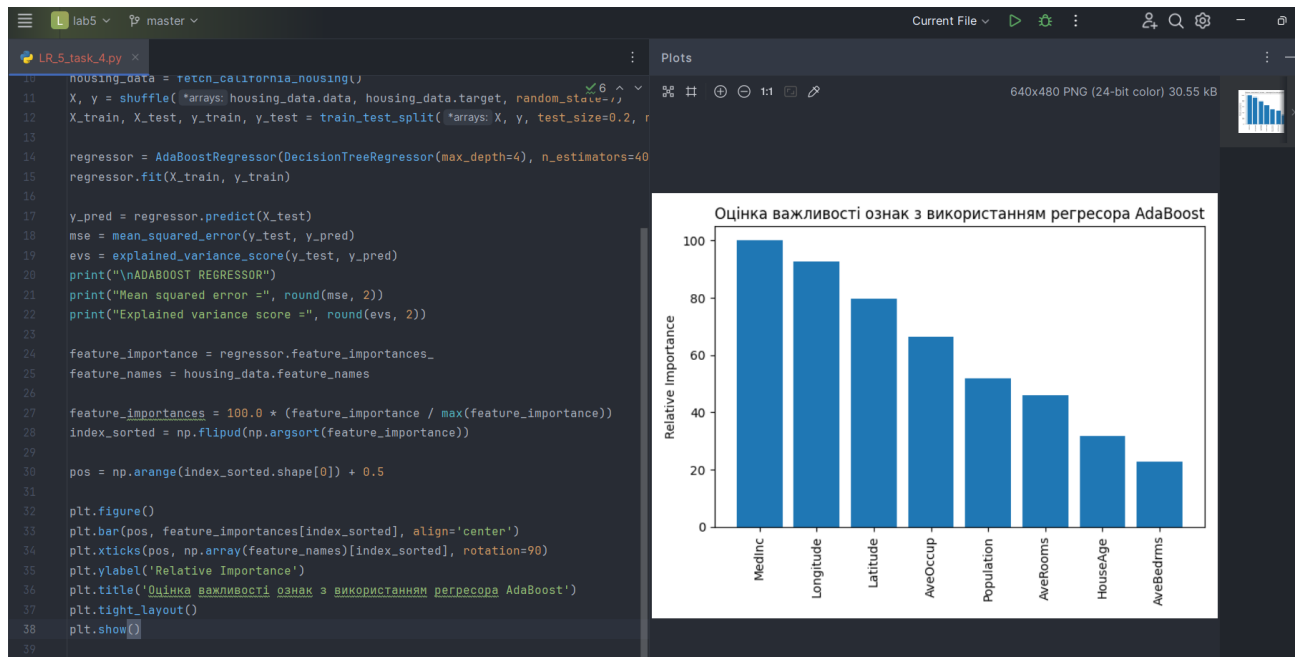 L lab5 master Current File
LR_5_task_4.py Plots
10 housing_data = fetch_california_housing()
6
11 X, y = shuffle( *arrays: housing_data.data, housing_data.target, random_state=7)
12 X_train, X_test, y_train, y_test = train_test_split( *arrays: X, y, test_size=0.2, r
13
14 regressor = AdaBoostRegressor(DecisionTreeRegressor(max_depth=4), n_estimators=40
15 regressor.fit(X_train, y_train)
16
17 y_pred = regressor.predict(X_test)
18 mse = mean_squared_error(y_test, y_pred)
19 evs = explained_variance_score(y_test, y_pred)
20 print("\nADABOOST REGRESSOR")
21 print("Mean squared error =", round(mse, 2))
22 print("Explained variance score =", round(evs, 2))
23
24 feature_importance = regressor.feature_importances_
25 feature_names = housing_data.feature_names
26
27 feature_importances = 100.0 * (feature_importance / max(feature_importance))
28 index_sorted = np.flipud(np.argsort(feature_importance))
29
30 pos = np.arange(index_sorted.shape[0]) + 0.5
31
32 plt.figure()
33 plt.bar(pos, feature_importances[index_sorted], align='center')
34 plt.xticks(pos, np.array(feature_names)[index_sorted], rotation=90)
35 plt.ylabel('Relative Importance')
36 plt.title('Оцінка важливості ознак з використанням регресора AdaBoost')
37 plt.tight_layout()
38 plt.show()
39
1:1 640x480 PNG (24-bit color) 30.55 kB
Оцінка важливості ознак з використанням регресора AdaBoost
Relative Importance
100
80
60
40
20
0
MedInc
Longitude
Latitude
AveOccup
Population
AveRooms
HouseAge
AveBedrms